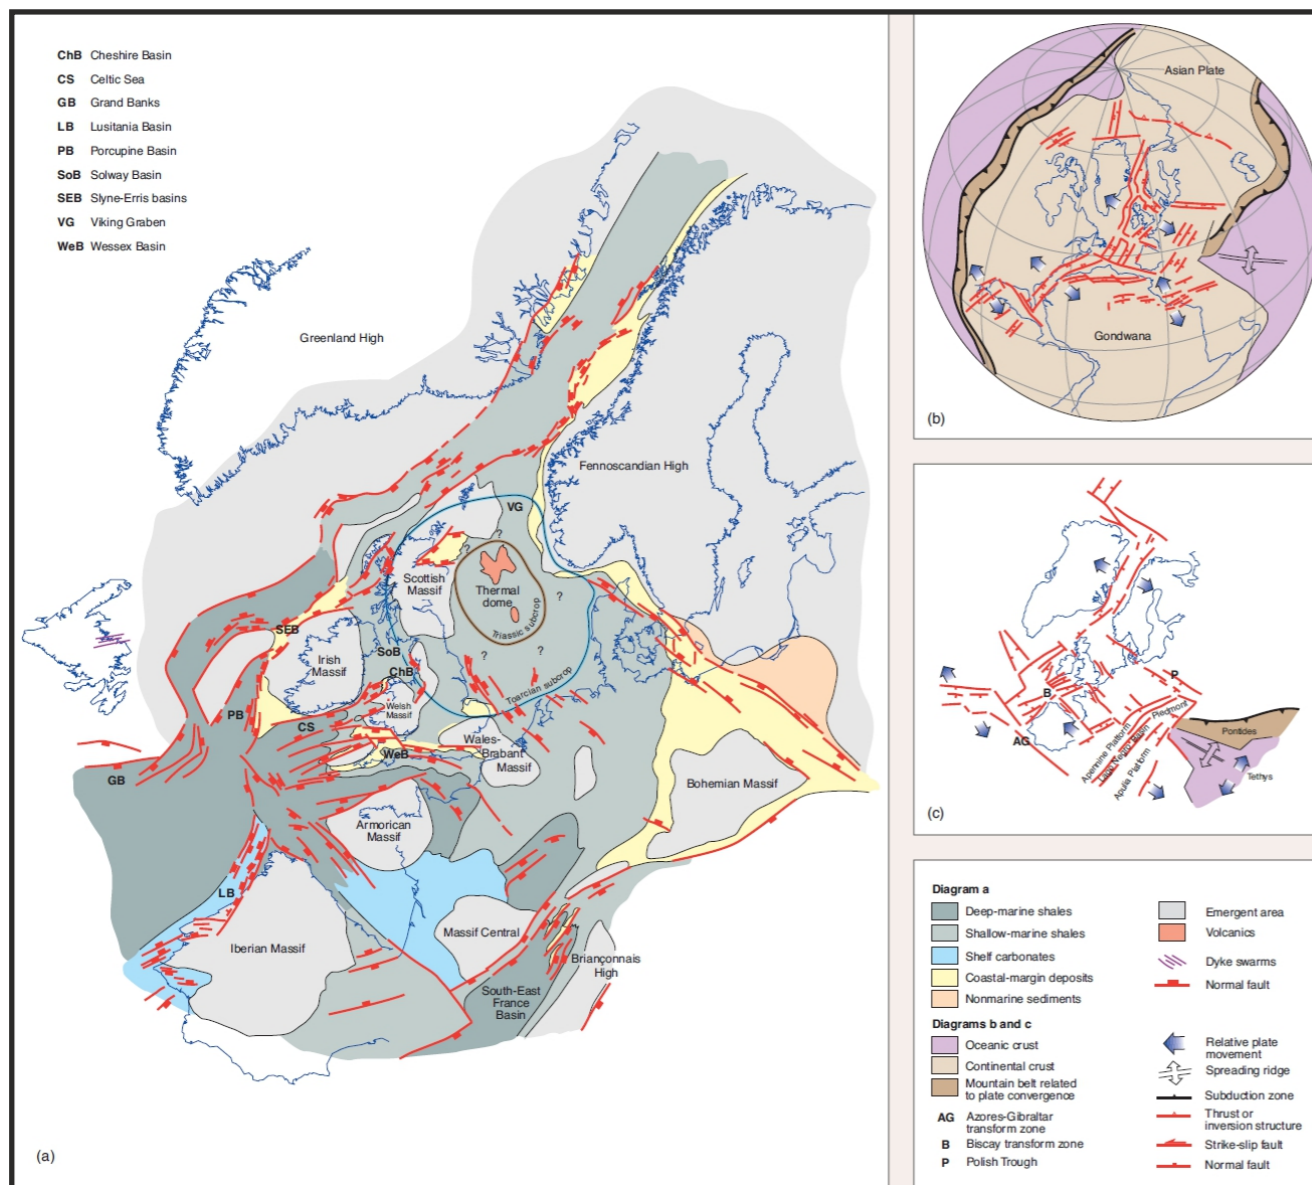 ChB Cheshire Basin
CS Celtic Sea
GB Grand Banks
LB Lusitania Basin
PB Porcupine Basin
SoB Solway Basin
SEB Slyne-Erris basins
VG Viking Graben
WeB Wessex Basin
Greenland High
Fennoscandian High
VG
?
?
Scottish
Massif
Thermal
dome
?
Triassic subcrop
SEB
Irish
Massif
SoB
?
?
ChB
Toarcian subcrop
Welsh
Massif
PB
CS
WeB
Wales-
Brabant
Massif
GB
Bohemian Massif
Armorican
Massif
LB
Massif Central
Iberian Massif
Briançonnais
High
South-East
France
Basin
(a)
Asian Plate
Gondwana
(b)
P
B
AG
Apennine Platform
Piedmont
Apulia Platform
Pontides
Tethys
(c)
Diagram a
Deep-marine shales
Shallow-marine shales
Shelf carbonates
Coastal-margin deposits
Nonmarine sediments
Emergent area
Volcanics
Dyke swarms
Normal fault
Diagrams b and c
Oceanic crust
Continental crust
Mountain belt related
to plate convergence
AG Azores-Gibraltar
transform zone
B Biscay transform zone
P Polish Trough
Relative plate
movement
Spreading ridge
Subduction zone
Thrust or
inversion structure
Strike-slip fault
Normal fault